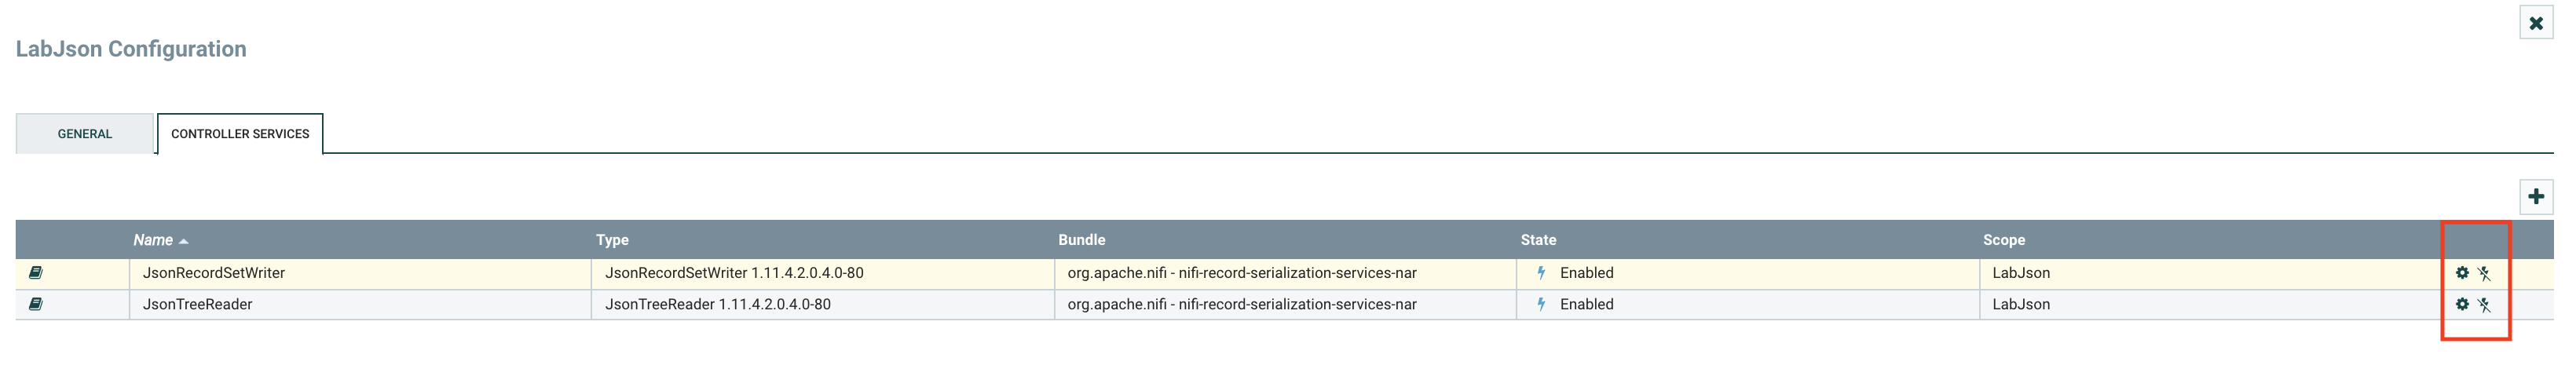 LabJson Configuration
GENERAL CONTROLLER SERVICES
Name Type Bundle State Scope
JsonRecordSetWriter JsonRecordSetWriter 1.11.4.2.0.4.0-80 org.apache.nifi - nifi-record-serialization-services-nar Enabled LabJson
JsonTreeReader JsonTreeReader 1.11.4.2.0.4.0-80 org.apache.nifi - nifi-record-serialization-services-nar Enabled LabJson